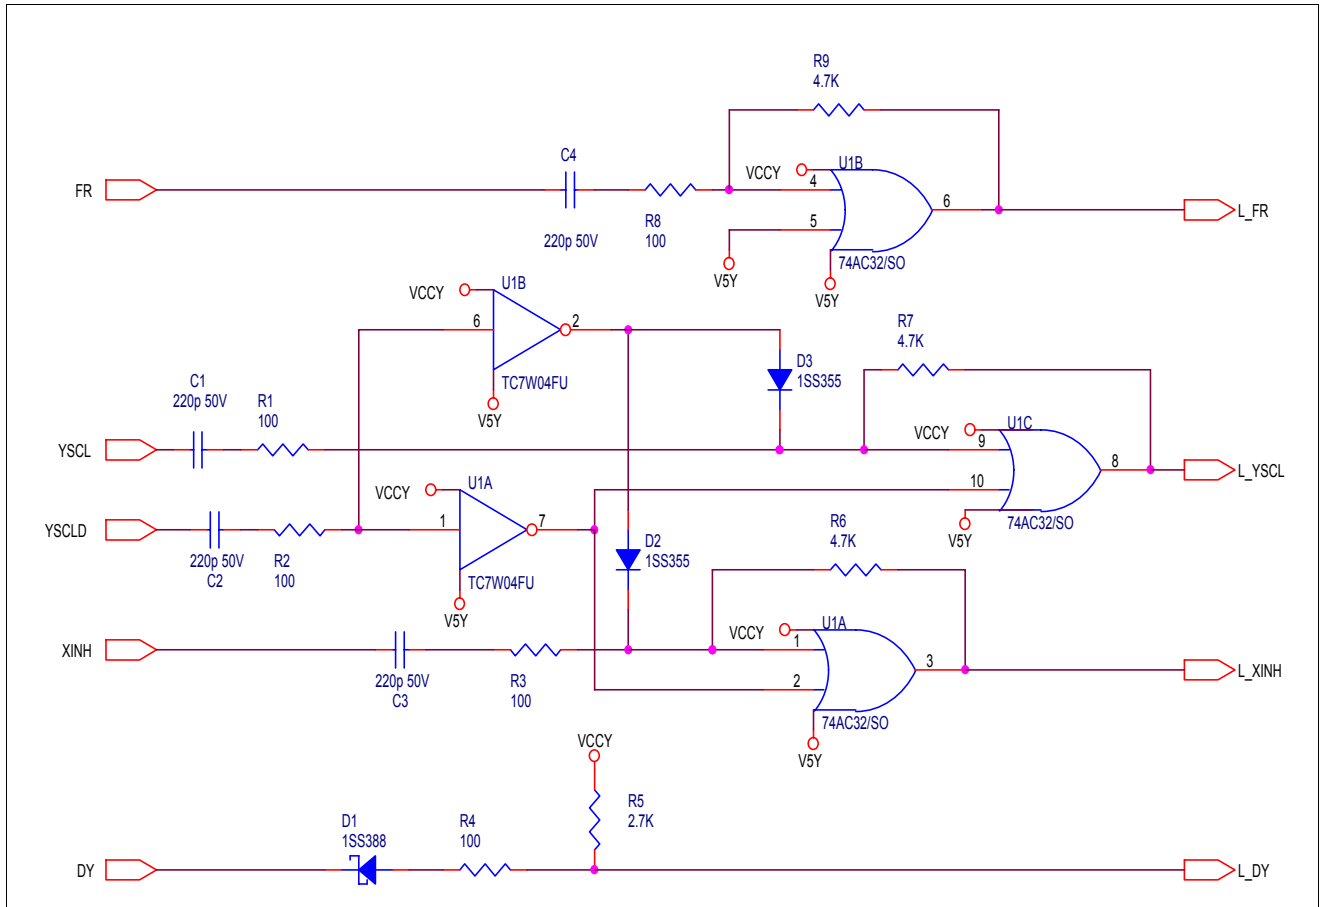 R9
4.7K
C4
VCCY
U1B
4
FR
6
L_FR
5
R8
100
220p 50V
74AC32/SO
V5Y
V5Y
U1B
VCCY
6
2
R7
4.7K
D3
1SS355
TC7W04FU
C1
220p 50V
R1
100
V5Y
U1C
VCCY
9
YSCL
8
L_YSCL
U1A
VCCY
10
1
7
YSCLD
R6
4.7K
74AC32/SO
V5Y
D2
1SS355
220p 50V
C2
R2
100
TC7W04FU
V5Y
U1A
VCCY
1
XINH
3
L_XINH
220p 50V
C3
R3
100
2
74AC32/SO
VCCY
V5Y
R5
2.7K
D1
1SS388
R4
100
DY
L_DY